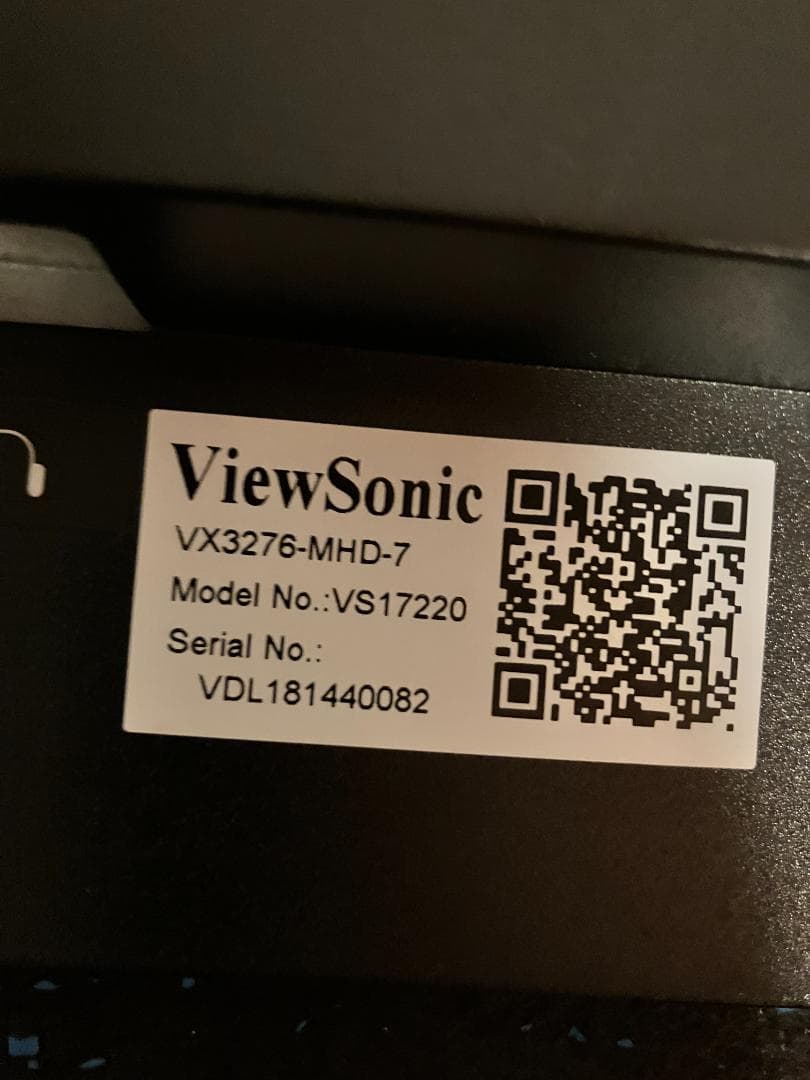 ViewSonic
VX3276-MHD-7
Model No.:VS17220
Serial No.:
VDL181440082